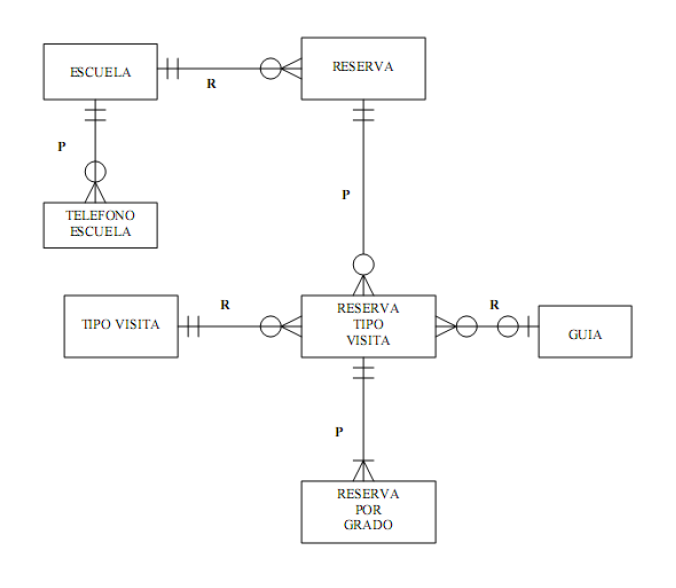 ESCUELA
R
RESERVA
P
TELEFONO
ESCUELA
P
TIPO VISITA
R
RESERVA
TIPO
VISITA
R
GUIA
P
RESERVA
POR
GRADO